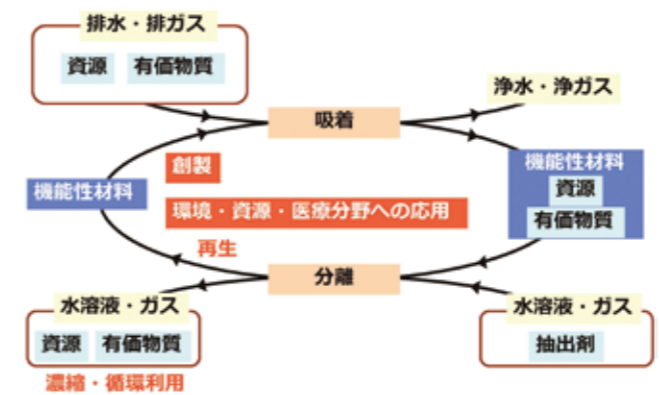 排水・排ガス
資源 有価物質
浄水・浄ガス
吸着
創製
機能性材料
機能性材料
資源
有価物質
環境・資源・医療分野への応用
再生
分離
水溶液・ガス
資源 有価物質
濃縮・循環利用
水溶液・ガス
抽出剤